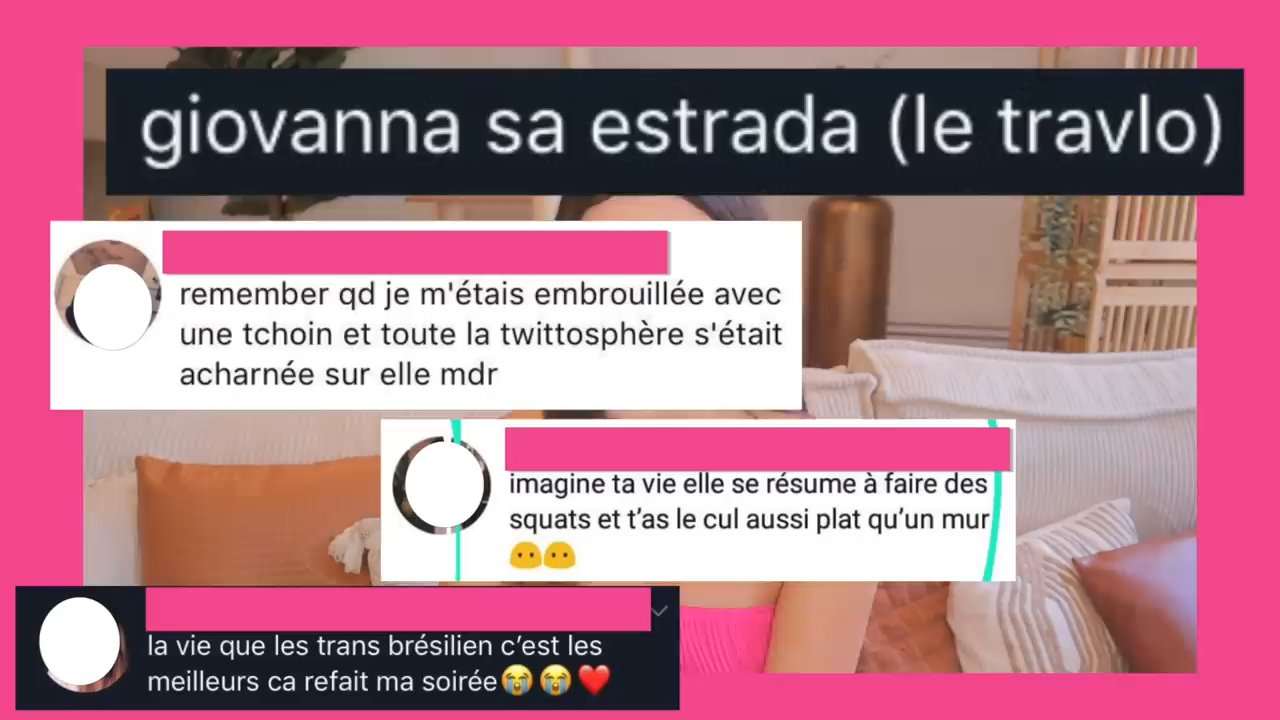 giovanna sa estrada (le travlo)
remember qd je m'étais embrouillée avec
une tchoin et toute la twittosphère s'était
acharnée sur elle mdr
imagine ta vie elle se résume à faire des
squats et t’as le cul aussi plat qu’un mur
😶😶
la vie que les trans brésilien c’est les
meilleurs ca refait ma soirée😭😭❤️